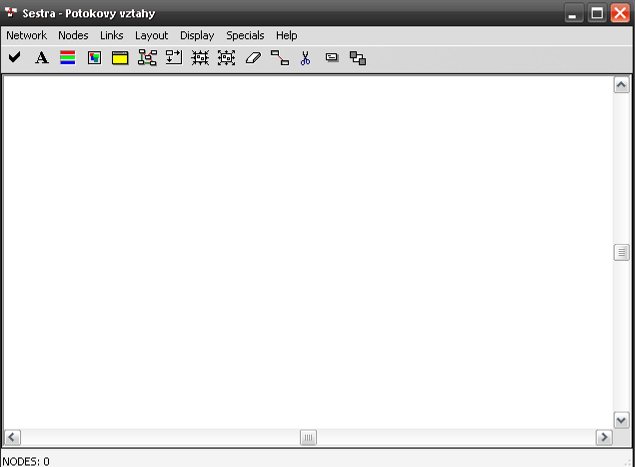 Sestra - Potokovy vztahy
Network Nodes Links Layout Display Specials Help
A
NODES: 0